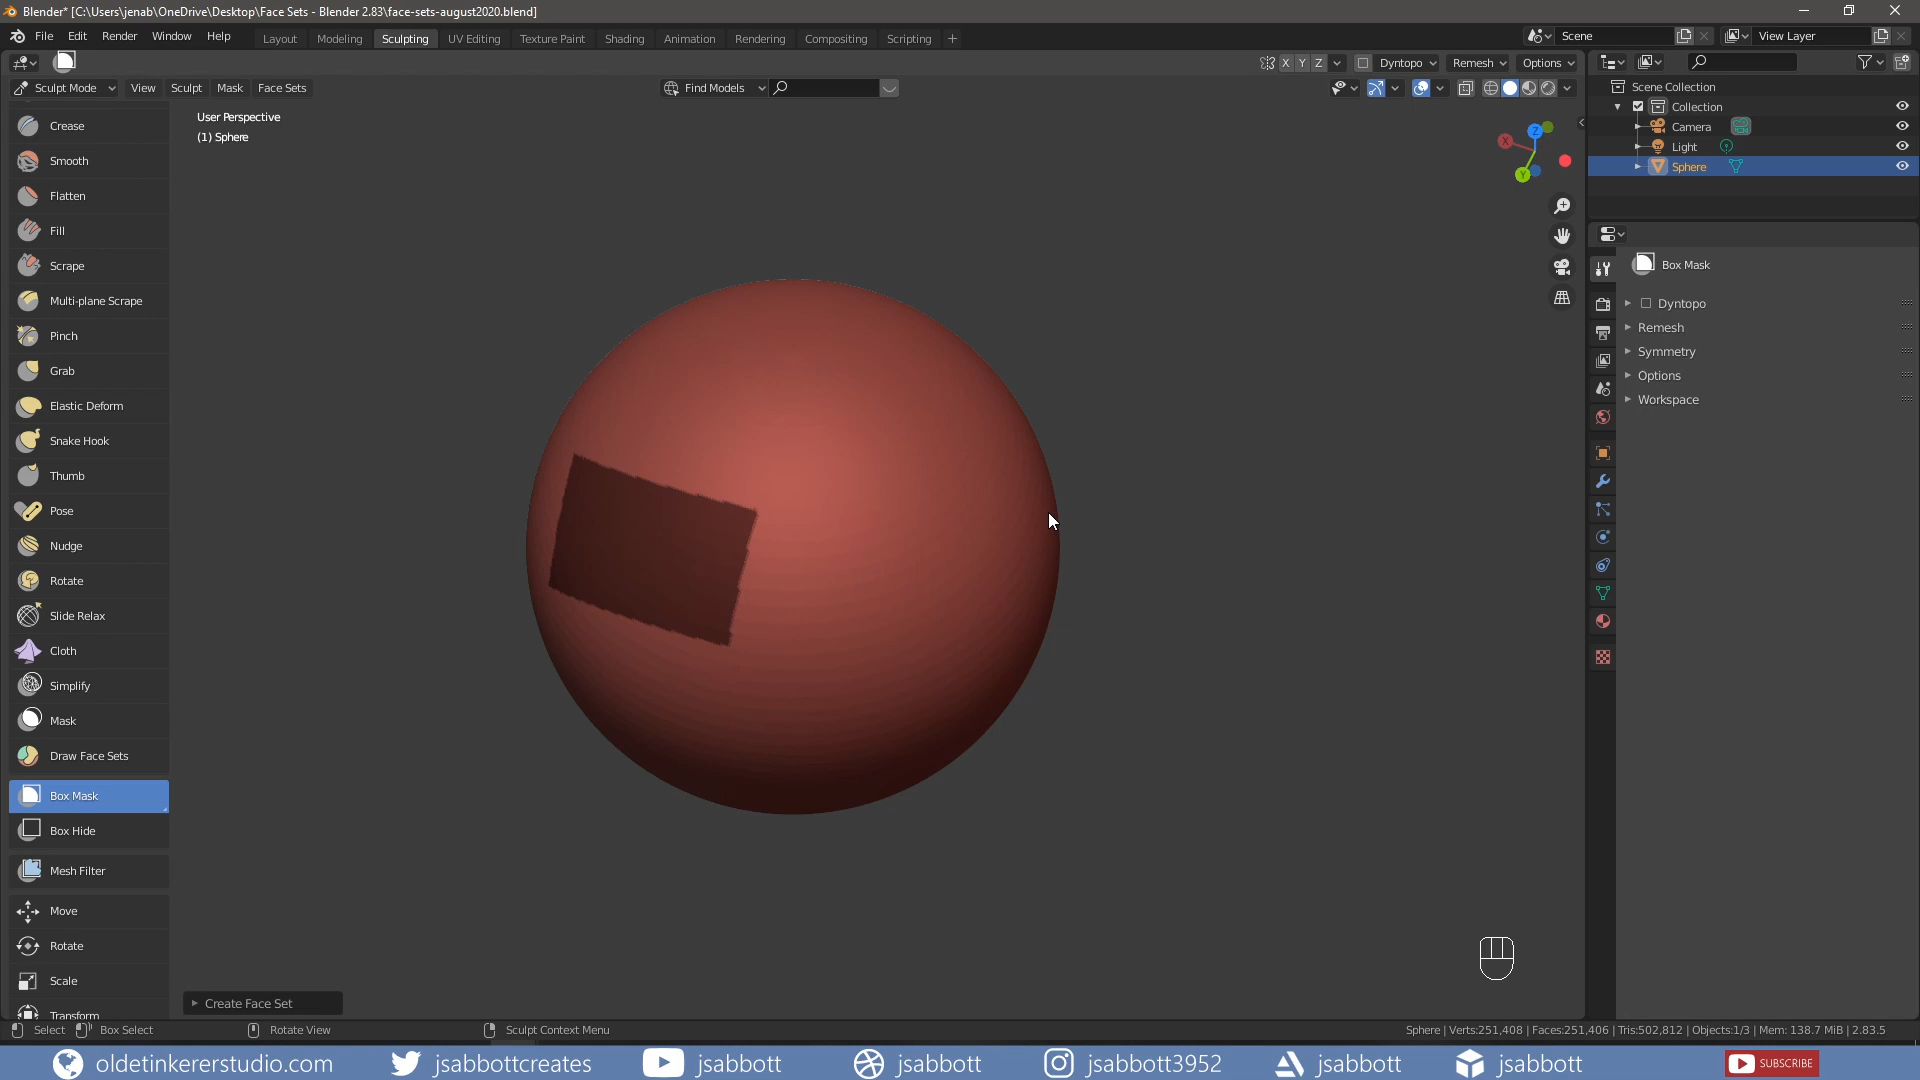 Blender* [C:\Users\jenab\OneDrive\Desktop\Face Sets - Blender 2.83\face-sets-august2020.blend]
File Edit Render Window Help
Layout Modeling Sculpting UV Editing Texture Paint Shading Animation Rendering Compositing Scripting +
Scene
View Layer
X Y Z
Dyntopo
Remesh
Options
Sculpt Mode
View
Sculpt
Mask
Face Sets
Find Models
User Perspective
(1) Sphere
Crease
Smooth
Flatten
Fill
Scrape
Multi-plane Scrape
Pinch
Grab
Elastic Deform
Snake Hook
Thumb
Pose
Nudge
Rotate
Slide Relax
Cloth
Simplify
Mask
Draw Face Sets
Box Mask
Box Hide
Mesh Filter
Move
Rotate
Scale
Transform
X
Z
Y
Create Face Set
Scene Collection
Collection
Camera
Light
Sphere
Box Mask
Dyntopo
Remesh
Symmetry
Options
Workspace
Select
Box Select
Rotate View
Sculpt Context Menu
Sphere | Verts:251,408 | Faces:251,406 | Tris:502,812 | Objects:1/3 | Mem: 138.7 MiB | 2.83.5
oldetinkererstudio.com
jsabbottcreates
jsabbott
jsabbott
jsabbott3952
jsabbott
jsabbott
SUBSCRIBE